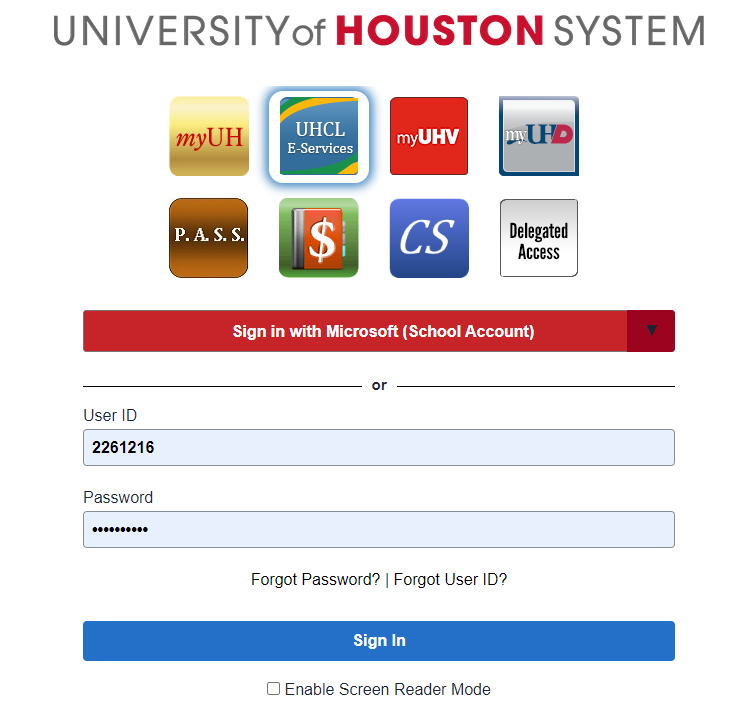 UNIVERSITY of HOUSTON SYSTEM
myUH
UHCL
E-Services
myUHV
myUHD
P. A. S. S.
$
CS
Delegated
Access
Sign in with Microsoft (School Account)
▼
or
User ID
2261216
Password
••••••••••
Forgot Password? | Forgot User ID?
Sign In
Enable Screen Reader Mode